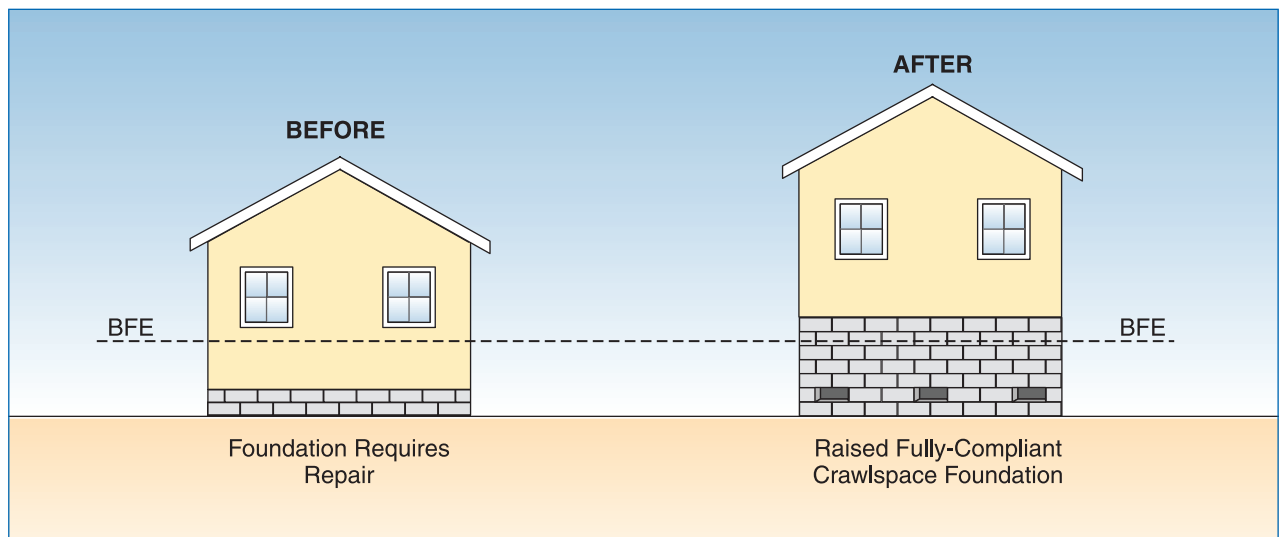 BEFORE
AFTER
BFE
BFE
Foundation Requires
Repair
Raised Fully-Compliant
Crawlspace Foundation